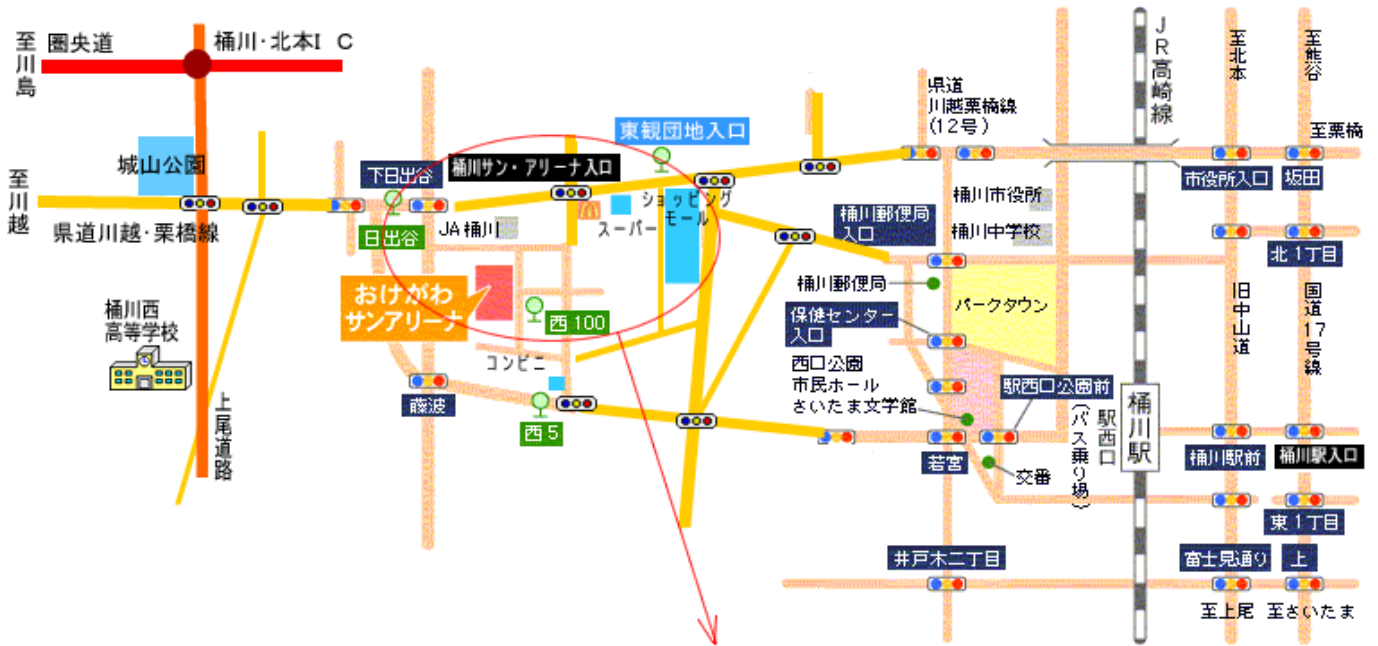 至川島
圏央道
桶川・北本I C
至川越
城山公園
県道川越・栗橋線
桶川西
高等学校
上尾道路
下日出谷
日出谷
桶川サン・アリーナ入口
東観団地入口
JA桶川
スーパー
ショッピング
モール
おけがわ
サンアリーナ
西100
コンビニ
藤波
西5
県道
川越栗橋線
(12号)
JR高崎線
至北本
至熊谷
至栗橋
市役所入口
坂田
桶川市役所
桶川中学校
桶川郵便局
入口
北1丁目
桶川郵便局
パークタウン
保健センター
入口
旧中山道
国道17号線
西口公園
市民ホール
さいたま文学館
駅西口公園前
駅西口
(バス乗り場)
桶川駅
若宮
交番
桶川駅前
桶川駅入口
東1丁目
井戸木二丁目
富士見通り
上
至上尾
至さいたま